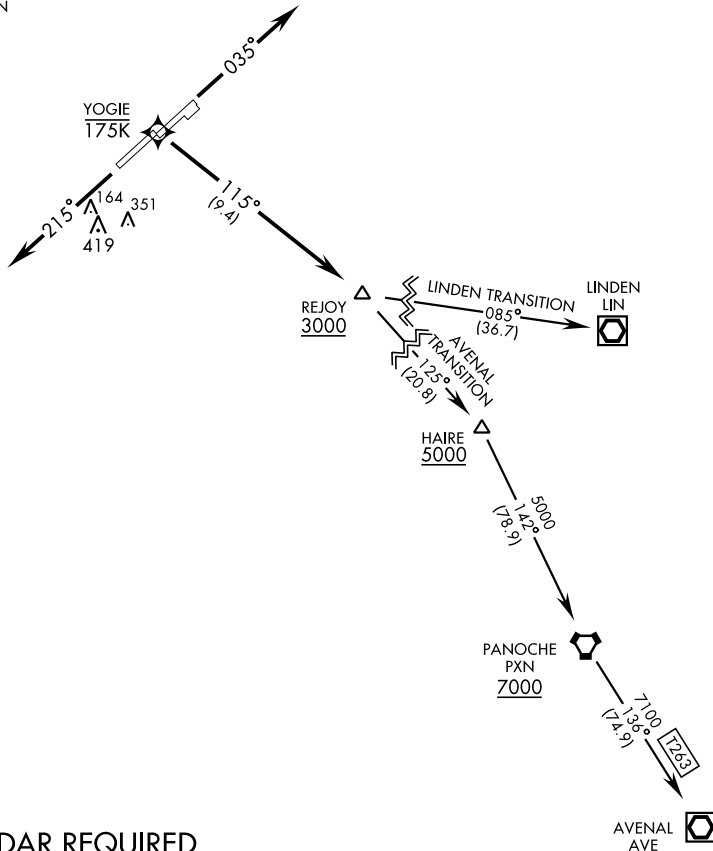 N
035°
YOGIE
175K
115°
(9.4)
215°
164
351
419
REJOY
3000
LINDEN TRANSITION
085°
(36.7)
LINDEN
LIN
AVENAL
TRANSITION
125°
(20.8)
HAIRE
5000
5000
142°
(78.9)
PANOCHE
PXN
7000
7100
136°
(74.9)
T263
DAR REQUIRED
AVENAL
AVE